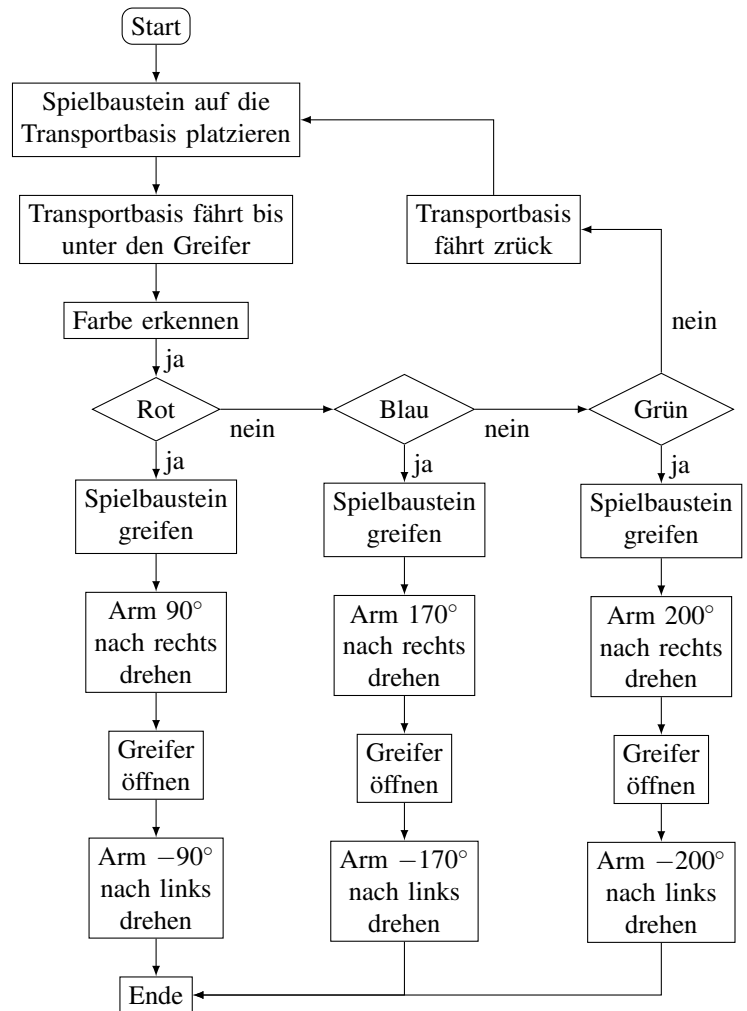 Start
Spielbaustein auf die
Transportbasis platzieren
Transportbasis fährt bis
unter den Greifer
Transportbasis
fährt zrück
Farbe erkennen
nein
ja
Rot
nein
Blau
nein
Grün
ja
ja
ja
Spielbaustein
greifen
Spielbaustein
greifen
Spielbaustein
greifen
Arm 90°
nach rechts
drehen
Arm 170°
nach rechts
drehen
Arm 200°
nach rechts
drehen
Greifer
öffnen
Greifer
öffnen
Greifer
öffnen
Arm −90°
nach links
drehen
Arm −170°
nach links
drehen
Arm −200°
nach links
drehen
Ende